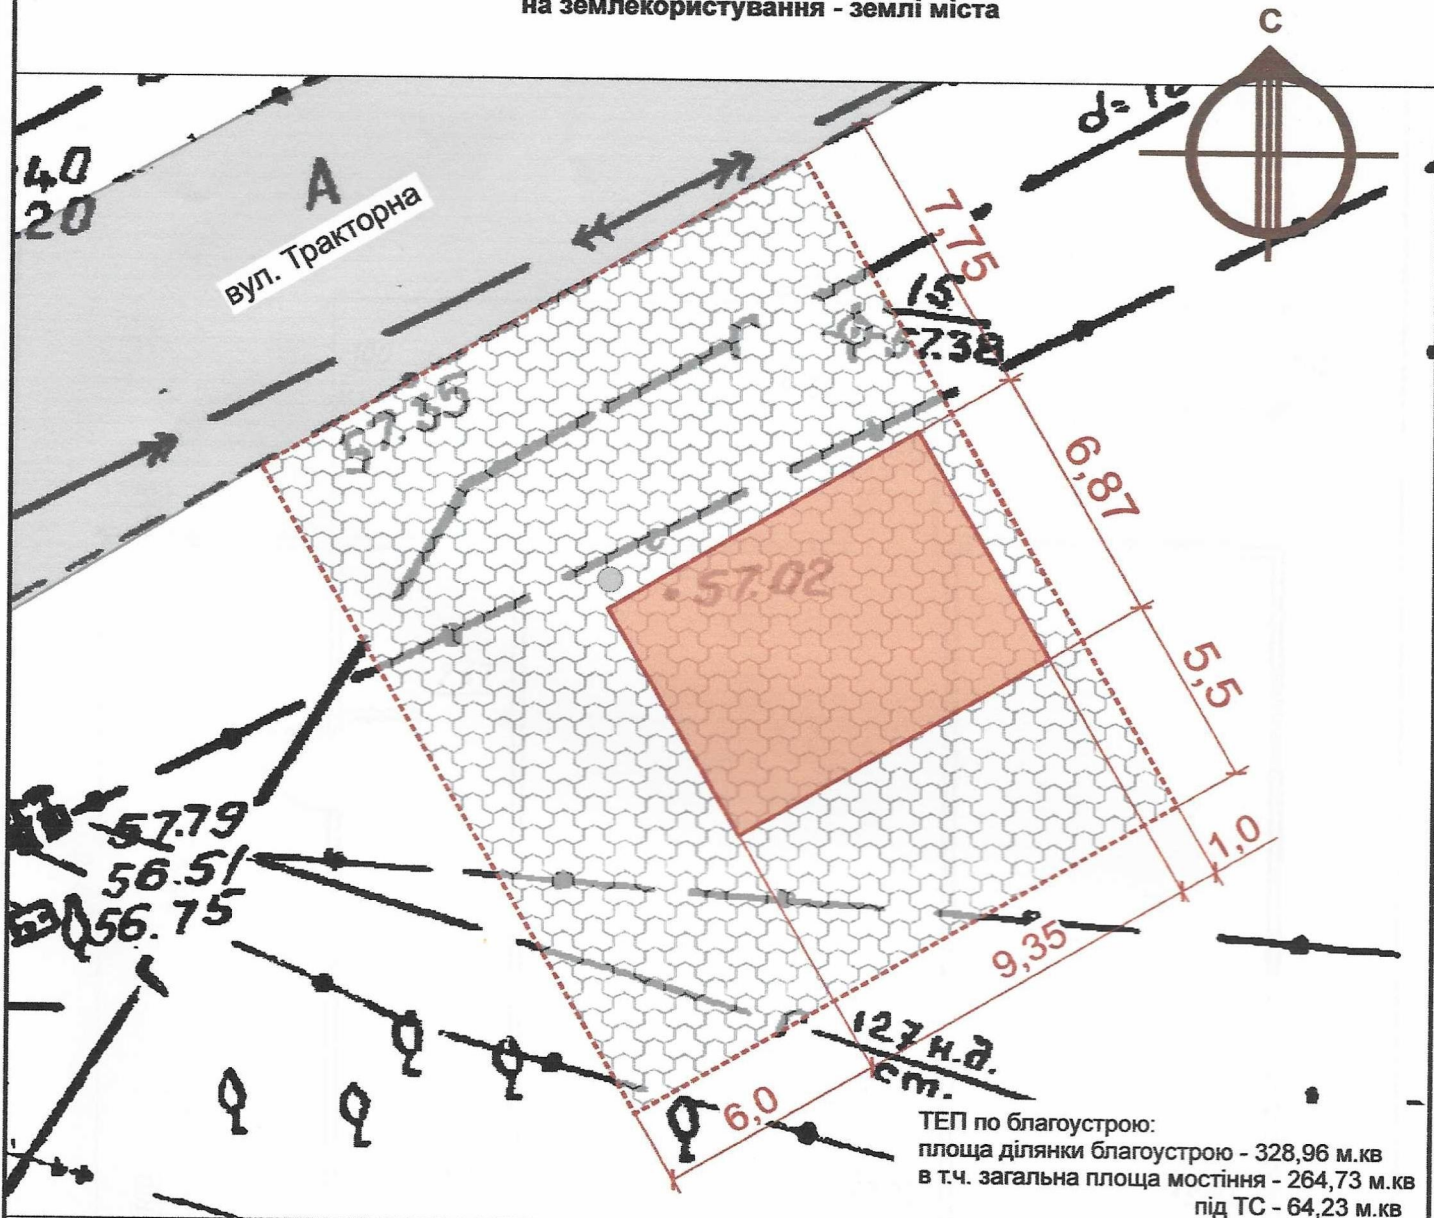 на землекористування - землі міста
С
d=
40
20
А
вул. Тракторна
7,75
15
57.38
57.35
6,87
57.02
5,5
57.79
56.51
56.75
1,0
9,35
127 н.д.
ст.
6,0
ТЕП по благоустрою:
площа ділянки благоустрою - 328,96 м.кв
в т.ч. загальна площа мостіння - 264,73 м.кв
під ТС - 64,23 м.кв